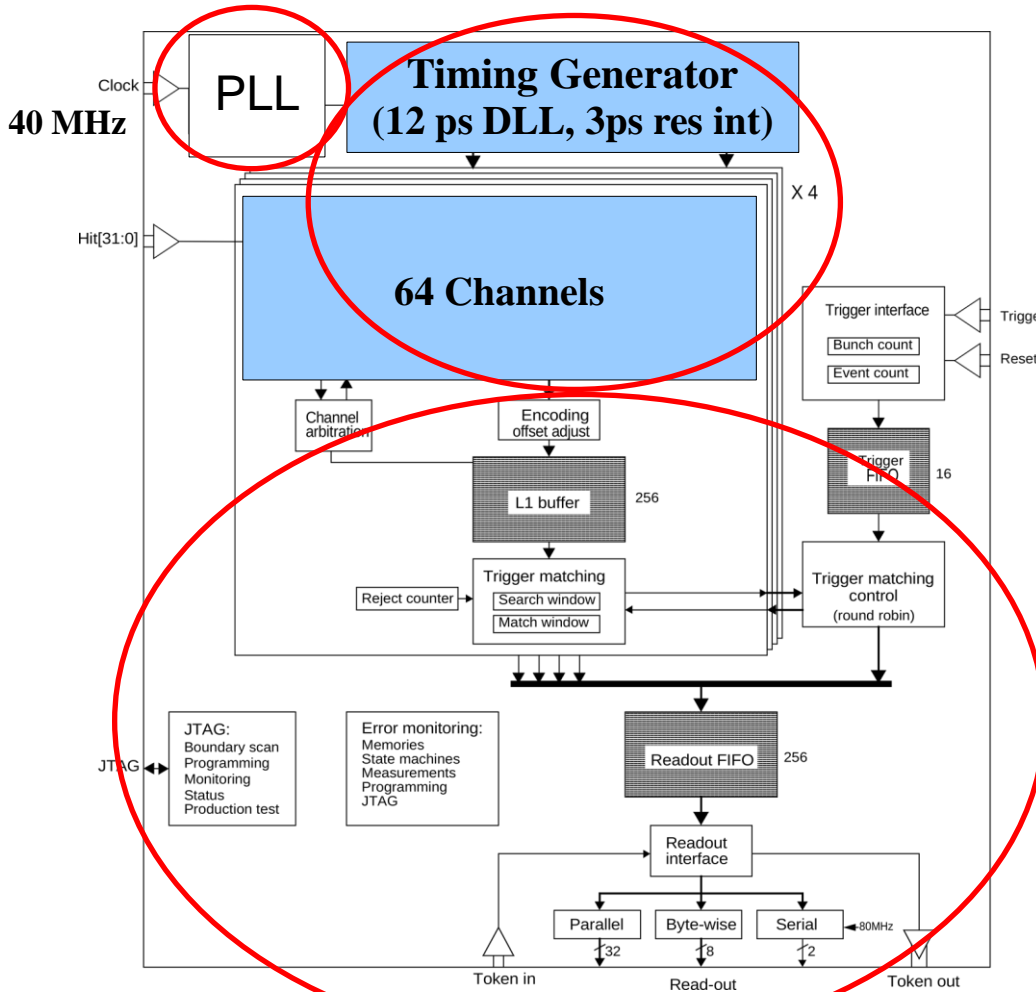 Clock
40 MHz
PLL
Timing Generator
(12 ps DLL, 3ps res int)
X 4
Hit[31:0]
64 Channels
Trigger interface
Bunch count
Event count
Trigge
Reset
Channel
arbitration
Encoding
offset adjust
Trigger
FIFO
16
L1 buffer
256
Trigger matching
Search window
Match window
Reject counter
Trigger matching
control
(round robin)
JTAG:
Boundary scan
Programming
Monitoring
Status
Production test
JTAG
Error monitoring:
Memories
State machines
Measurements
Programming
JTAG
Readout FIFO
256
Readout
interface
Parallel
Byte-wise
Serial
80MHz
32
8
2
Token in
Read-out
Token out